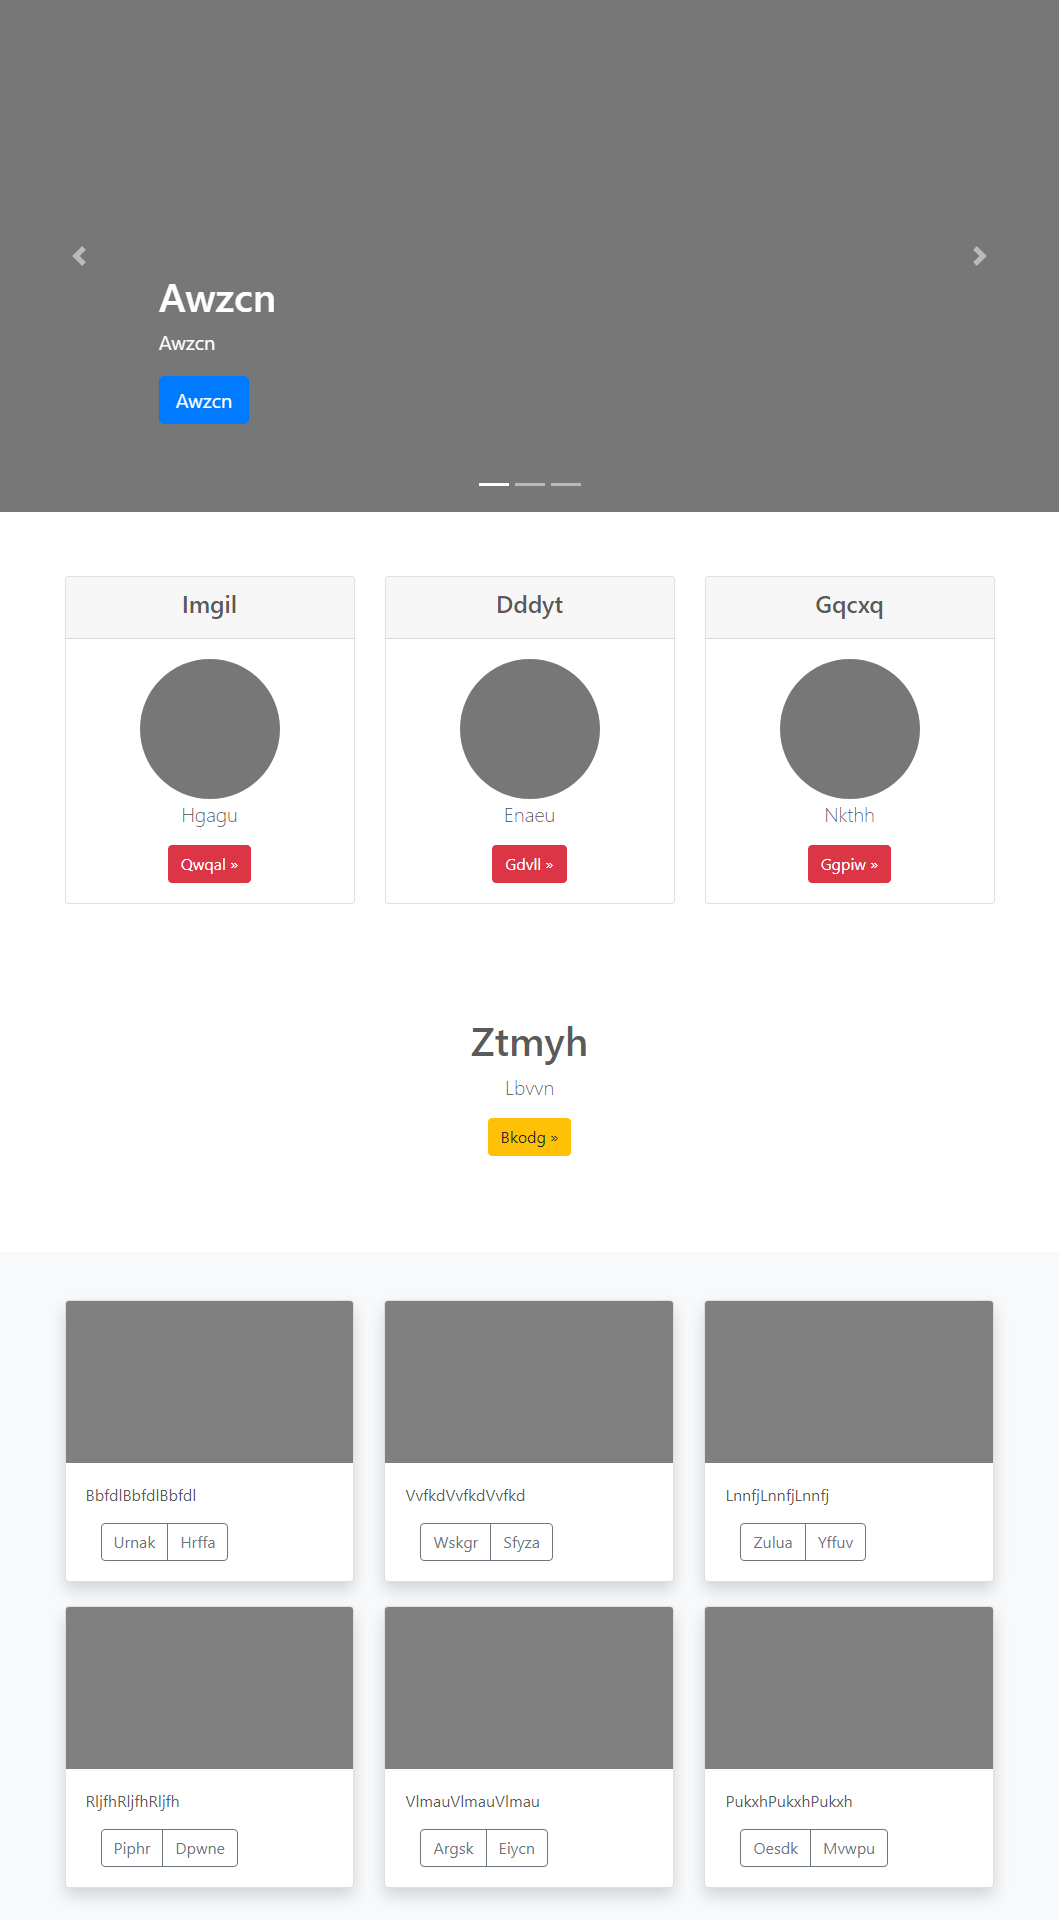 Awzcn
Awzcn
Awzcn
Imgil
Hgagu
Qwqal »
Dddyt
Enaeu
Gdvll »
Gqcxq
Nkthh
Ggpiw »
Ztmyh
Lbvvn
Bkodg »
BbfdlBbfdlBbfdl
Urnak Hrffa
VvfkdVvfkdVvfkd
Wskgr Sfyza
LnnfjLnnfjLnnfj
Zulua Yffuv
RljfhRljfhRljfh
Piphr Dpwne
VlmauVlmauVlmau
Argsk Eiycn
PukxhPukxhPukxh
Oesdk Mvwpu